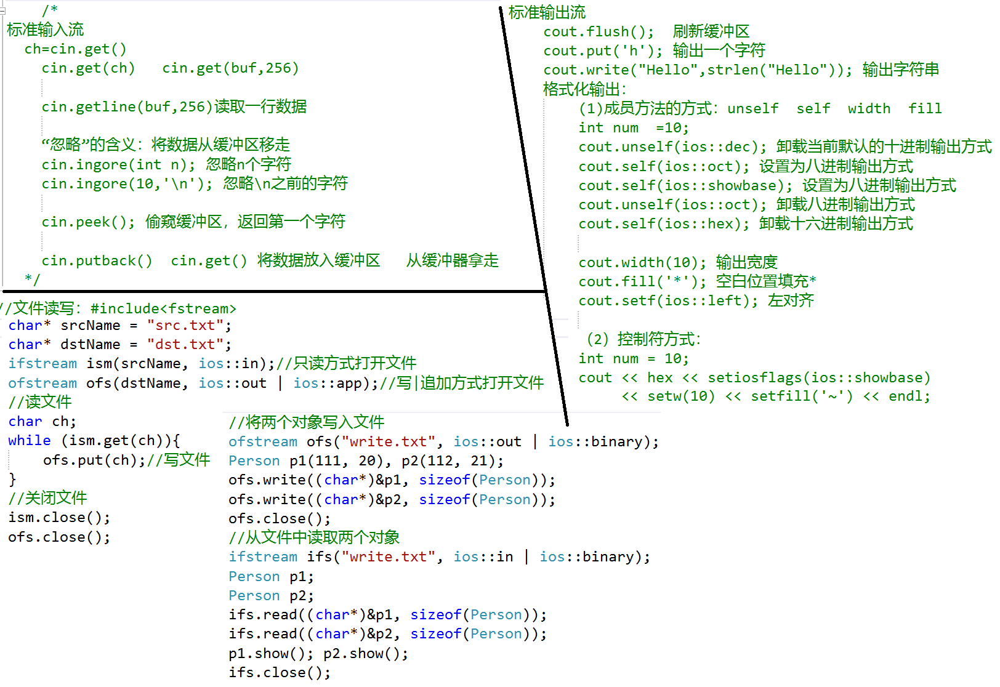 /*
标准输入流
ch=cin.get()
cin.get(ch)   cin.get(buf,256)
cin.getline(buf,256)读取一行数据
“忽略”的含义：将数据从缓冲区移走
cin.ingore(int n); 忽略n个字符
cin.ingore(10,'\n'); 忽略\n之前的字符
cin.peek(); 偷窥缓冲区，返回第一个字符
cin.putback()  cin.get() 将数据放入缓冲区   从缓冲器拿走
*/
标准输出流
cout.flush();  刷新缓冲区
cout.put('h'); 输出一个字符
cout.write("Hello",strlen("Hello")); 输出字符串
格式化输出：
(1)成员方法的方式：unself  self  width  fill
int num  =10;
cout.unself(ios::dec); 卸载当前默认的十进制输出方式
cout.self(ios::oct); 设置为八进制输出方式
cout.self(ios::showbase); 设置为八进制输出方式
cout.unself(ios::oct); 卸载八进制输出方式
cout.self(ios::hex); 卸载十六进制输出方式
cout.width(10); 输出宽度
cout.fill('*'); 空白位置填充*
cout.setf(ios::left); 左对齐
（2）控制符方式：
int num = 10;
cout << hex << setiosflags(ios::showbase)
<< setw(10) << setfill('~') << endl;
//文件读写：#include<fstream>
char* srcName = "src.txt";
char* dstName = "dst.txt";
ifstream ism(srcName, ios::in);//只读方式打开文件
ofstream ofs(dstName, ios::out | ios::app);//写|追加方式打开文件
//读文件
char ch;
while (ism.get(ch)){
ofs.put(ch);//写文件
}
//关闭文件
ism.close();
ofs.close();
//将两个对象写入文件
ofstream ofs("write.txt", ios::out | ios::binary);
Person p1(111, 20), p2(112, 21);
ofs.write((char*)&p1, sizeof(Person));
ofs.write((char*)&p2, sizeof(Person));
ofs.close();
//从文件中读取两个对象
ifstream ifs("write.txt", ios::in | ios::binary);
Person p1;
Person p2;
ifs.read((char*)&p1, sizeof(Person));
ifs.read((char*)&p2, sizeof(Person));
p1.show(); p2.show();
ifs.close();